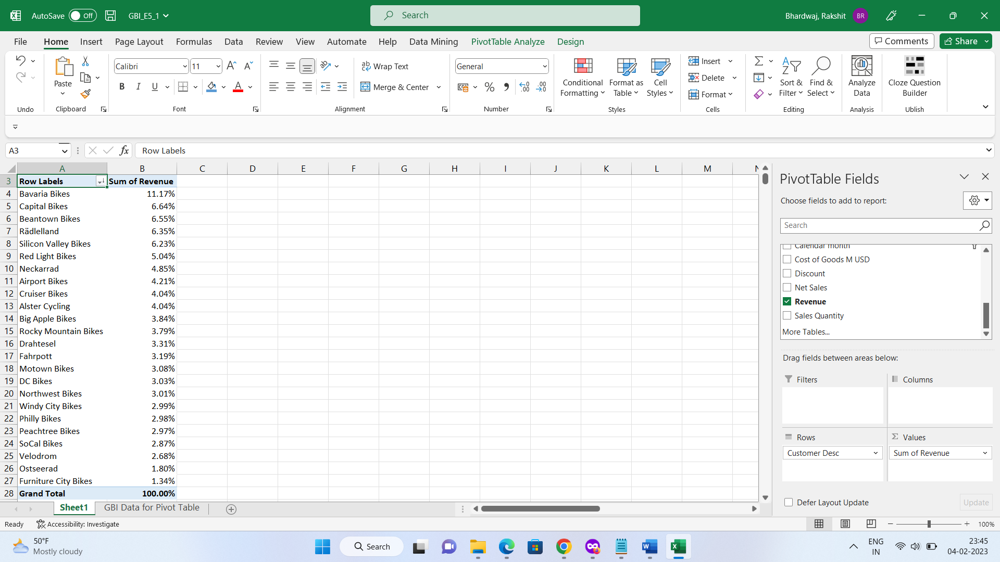 AutoSave Off GBI_E5_1 Search Bhardwaj, Rakshit BR
File Home Insert Page Layout Formulas Data Review View Automate Help Data Mining PivotTable Analyze Design Comments Share
Calibri 11 Wrap Text General Insert
Paste Conditional Formatting Format as Table Cell Styles Delete Sort & Filter Find & Select Analyze Data Cloze Question Builder
B I U Merge & Center % Format
Undo Clipboard Font Alignment Number Styles Cells Editing Analysis Ublish
A3 fx Row Labels
A B C D E F G H I J K L M N
3 Row Labels Sum of Revenue
4 Bavaria Bikes 11.17%
5 Capital Bikes 6.64%
6 Beantown Bikes 6.55%
7 Rädlelland 6.35%
8 Silicon Valley Bikes 6.23%
9 Red Light Bikes 5.04%
10 Neckarrad 4.85%
11 Airport Bikes 4.21%
12 Cruiser Bikes 4.04%
13 Alster Cycling 4.04%
14 Big Apple Bikes 3.84%
15 Rocky Mountain Bikes 3.79%
16 Drahtesel 3.31%
17 Fahrpott 3.19%
18 Motown Bikes 3.08%
19 DC Bikes 3.03%
20 Northwest Bikes 3.01%
21 Windy City Bikes 2.99%
22 Philly Bikes 2.98%
23 Peachtree Bikes 2.97%
24 SoCal Bikes 2.87%
25 Velodrom 2.68%
26 Ostseerad 1.80%
27 Furniture City Bikes 1.34%
28 Grand Total 100.00%
PivotTable Fields
Choose fields to add to report:
Search
Calendar month
Cost of Goods M USD
Discount
Net Sales
Revenue
Sales Quantity
More Tables...
Drag fields between areas below:
Filters Columns
Rows Values
Customer Desc Sum of Revenue
Defer Layout Update Update
Sheet1 GBI Data for Pivot Table
Ready Accessibility: Investigate 100%
50°F
Mostly cloudy
Search
ENG
IN
23:45
04-02-2023